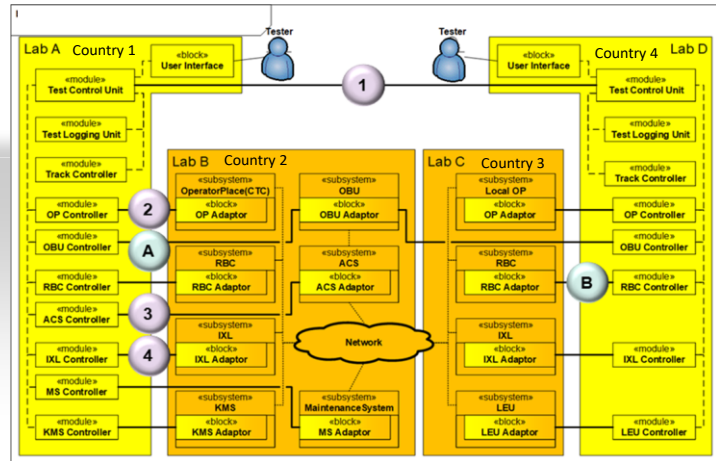 Tester
Tester
Lab A
Country 1
«block»
User Interface
«module»
Test Control Unit
«module»
Test Logging Unit
«module»
Track Controller
«module»
OP Controller
«module»
OBU Controller
«module»
RBC Controller
«module»
ACS Controller
«module»
IXL Controller
«module»
MS Controller
«module»
KMS Controller
1
2
A
3
4
Lab B
Country 2
«subsystem»
OperatorPlace(CTC)
«block»
OP Adaptor
«subsystem»
OBU
«block»
OBU Adaptor
«subsystem»
RBC
«block»
RBC Adaptor
«subsystem»
ACS
«block»
ACS Adaptor
«subsystem»
IXL
«block»
IXL Adaptor
Network
«subsystem»
KMS
«block»
KMS Adaptor
«subsystem»
MaintenanceSystem
«block»
MS Adaptor
Lab C
Country 3
«subsystem»
Local OP
«block»
OP Adaptor
«subsystem»
RBC
«block»
RBC Adaptor
B
«subsystem»
IXL
«block»
IXL Adaptor
«subsystem»
LEU
«block»
LEU Adaptor
Country 4
Lab D
«block»
User Interface
«module»
Test Control Unit
«module»
Test Logging Unit
«module»
Track Controller
«module»
OP Controller
«module»
OBU Controller
«module»
RBC Controller
«module»
IXL Controller
«module»
LEU Controller